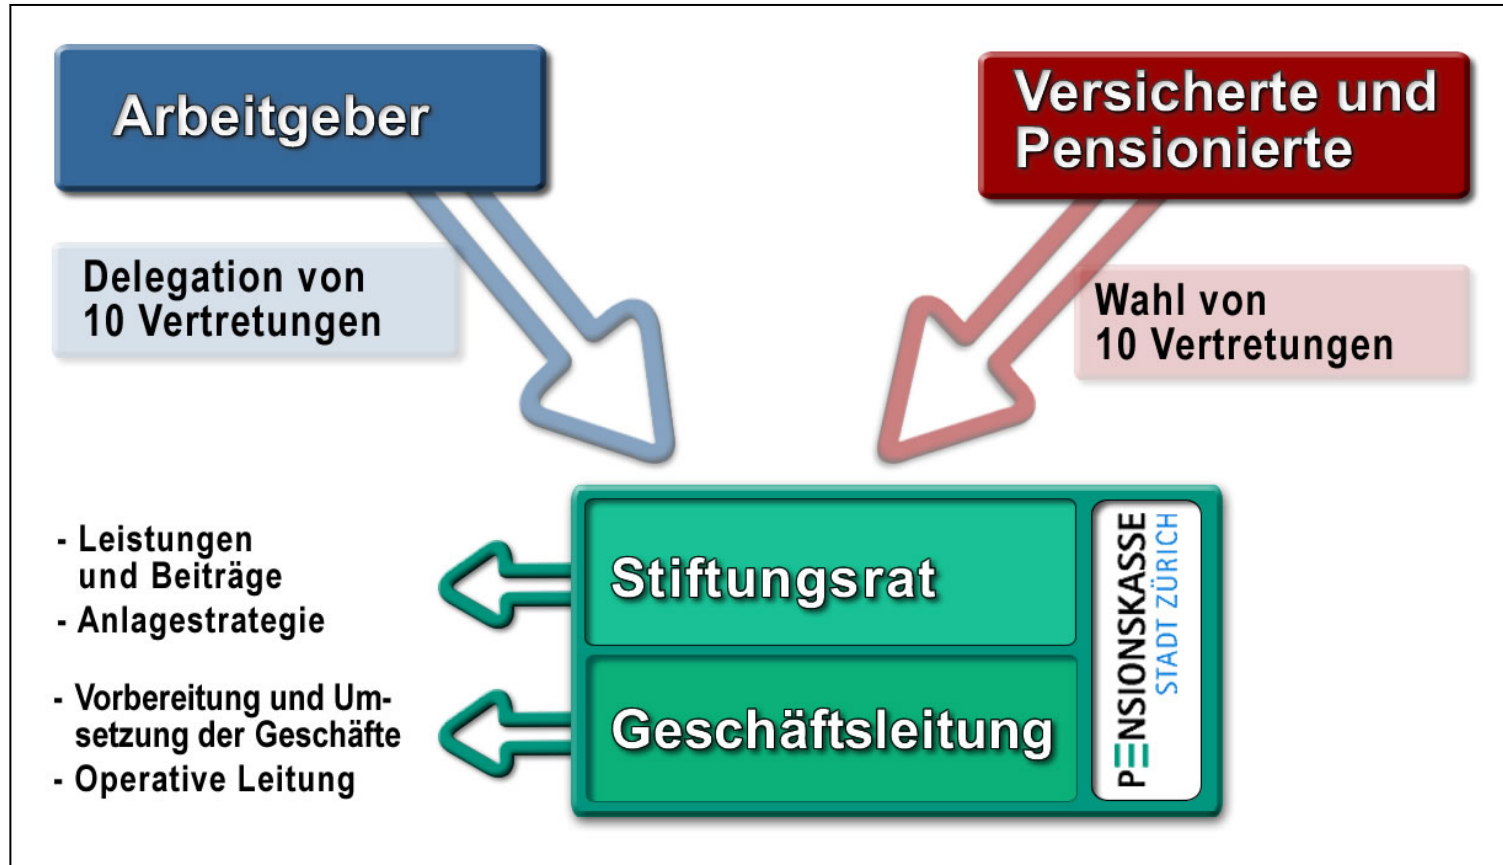 Arbeitgeber
Versicherte und
Pensionierte
Delegation von
10 Vertretungen
Wahl von
10 Vertretungen
- Leistungen
und Beiträge
- Anlagestrategie
Stiftungsrat
- Vorbereitung und Um-
setzung der Geschäfte
- Operative Leitung
Geschäftsleitung
PENSIONSKASSE
STADT ZÜRICH